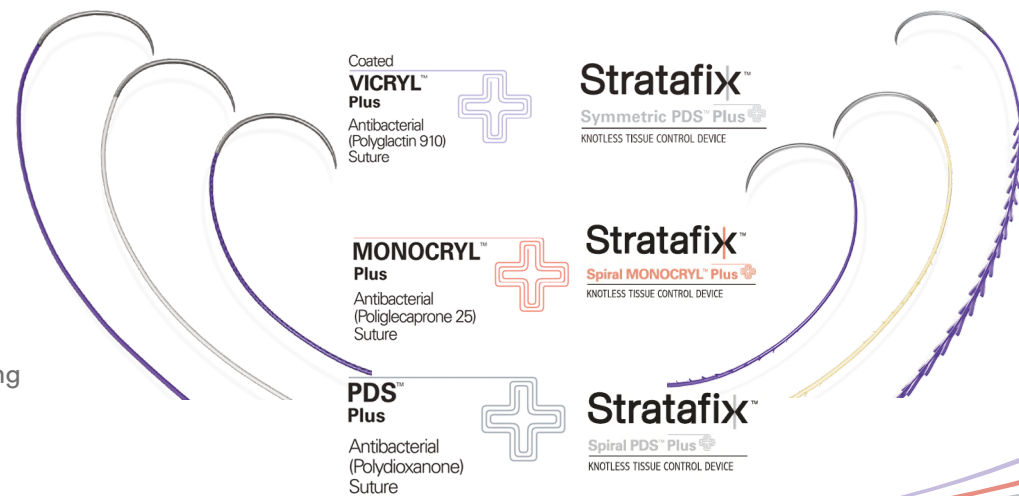 Coated
VICRYL™
Plus
Antibacterial
(Polyglactin 910)
Suture
Stratafix™
Symmetric PDS™ Plus
KNOTLESS TISSUE CONTROL DEVICE
MONOCRYL™
Plus
Antibacterial
(Poliglecaprone 25)
Suture
Stratafix™
Spiral MONOCRYL™ Plus
KNOTLESS TISSUE CONTROL DEVICE
ng
PDS™
Plus
Antibacterial
(Polydioxanone)
Suture
Stratafix™
Spiral PDS™ Plus
KNOTLESS TISSUE CONTROL DEVICE